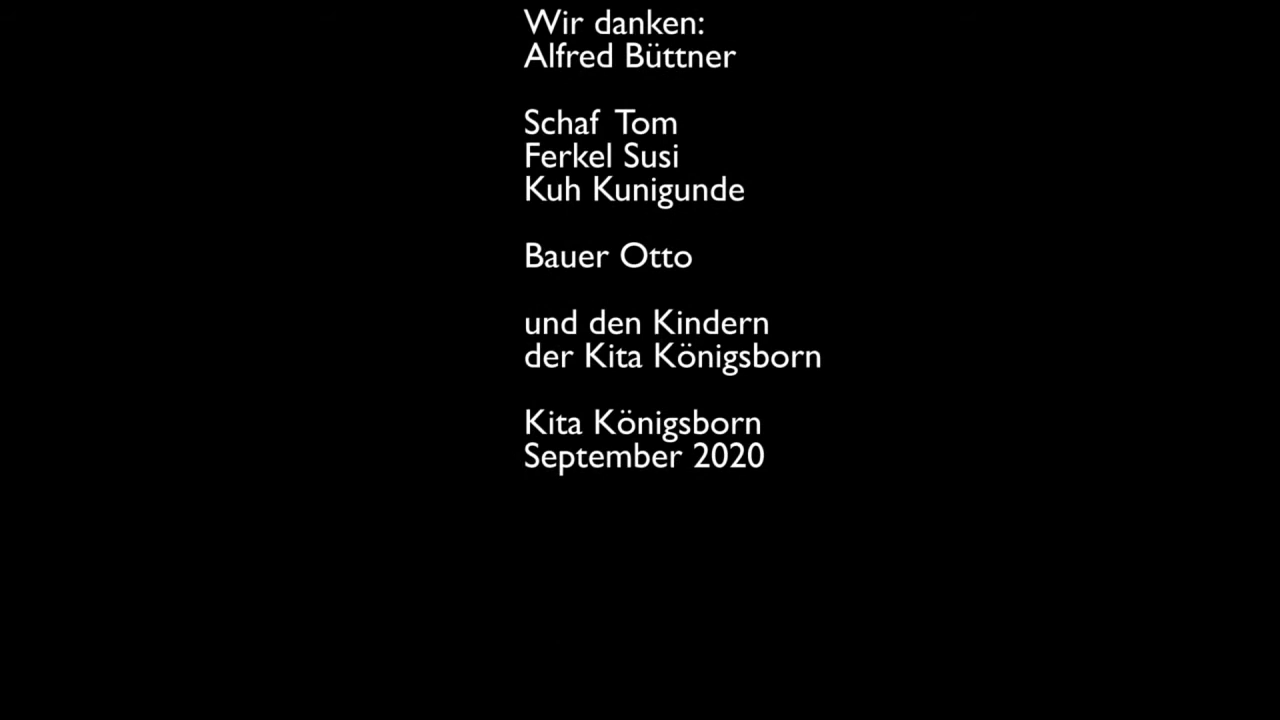 Wir danken:
Alfred Büttner
Schaf Tom
Ferkel Susi
Kuh Kunigunde
Bauer Otto
und den Kindern
der Kita Königsborn
Kita Königsborn
September 2020